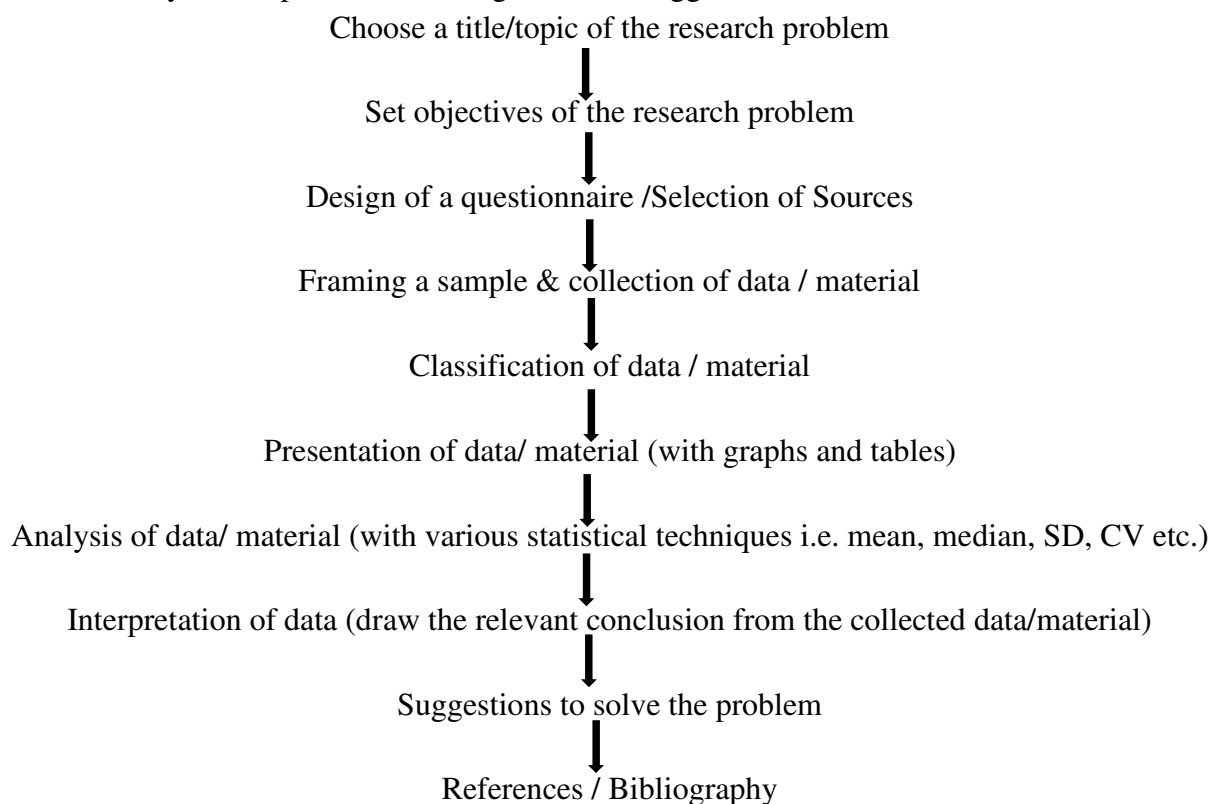 Choose a title/topic of the research problem
Set objectives of the research problem
Design of a questionnaire /Selection of Sources
Framing a sample & collection of data / material
Classification of data / material
Presentation of data/ material (with graphs and tables)
Analysis of data/ material (with various statistical techniques i.e. mean, median, SD, CV etc.)
Interpretation of data (draw the relevant conclusion from the collected data/material)
Suggestions to solve the problem
References / Bibliography